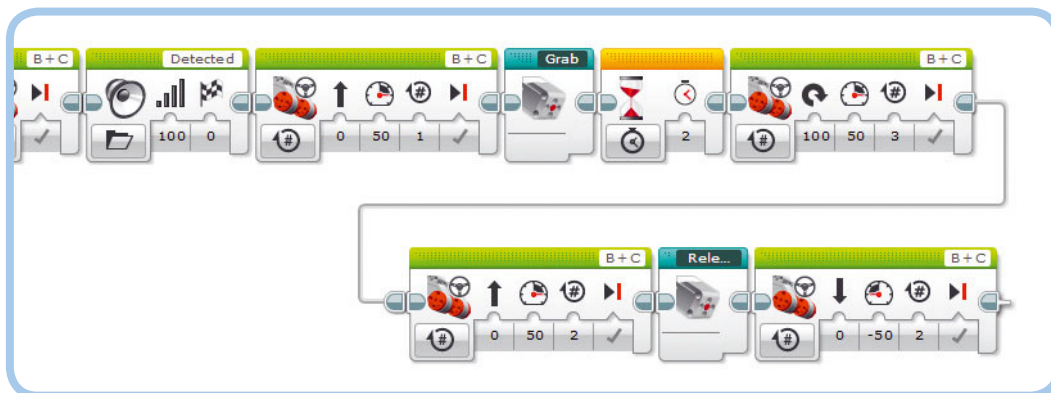 B + C Detected B + C Grab B + C
100 0 # 0 50 # 1 2 # 100 50 # 3
B + C Rele... B + C
# 0 50 # 2 # 0 -50 # 2